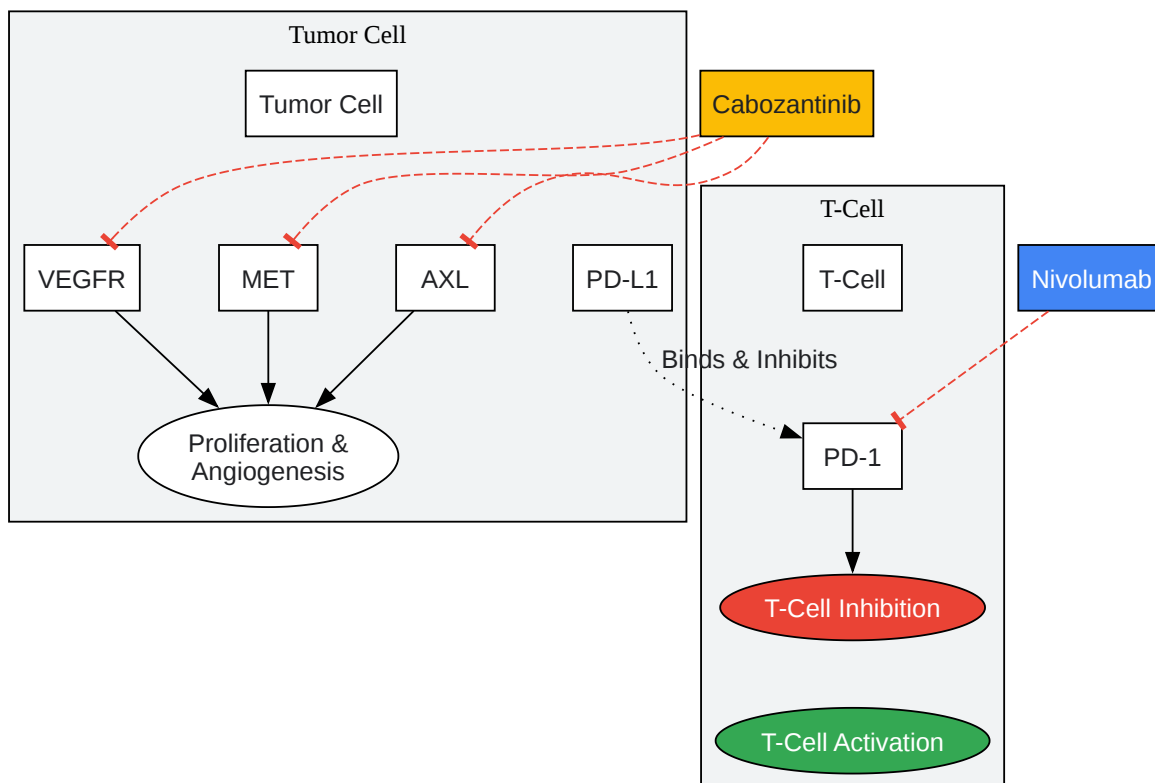 Tumor Cell
Tumor Cell
Cabozantinib
T-Cell
VEGFR
MET
AXL
PD-L1
T-Cell
Nivolumab
Binds & Inhibits
Proliferation &
Angiogenesis
PD-1
T-Cell Inhibition
T-Cell Activation